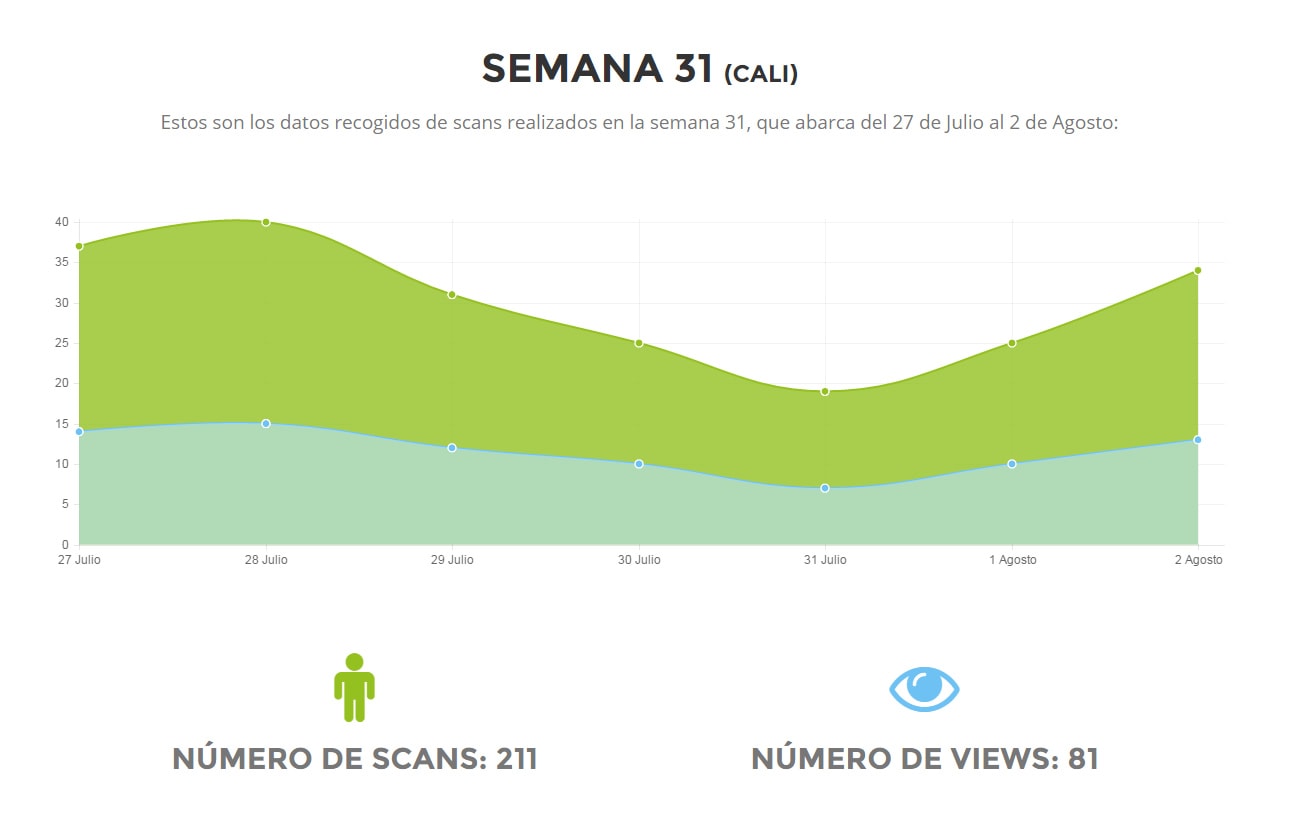 SEMANA 31 (CALI)
Estos son los datos recogidos de scans realizados en la semana 31, que abarca del 27 de Julio al 2 de Agosto:
40
35
30
25
20
15
10
5
0
27 Julio 28 Julio 29 Julio 30 Julio 31 Julio 1 Agosto 2 Agosto
NÚMERO DE SCANS: 211 NÚMERO DE VIEWS: 81